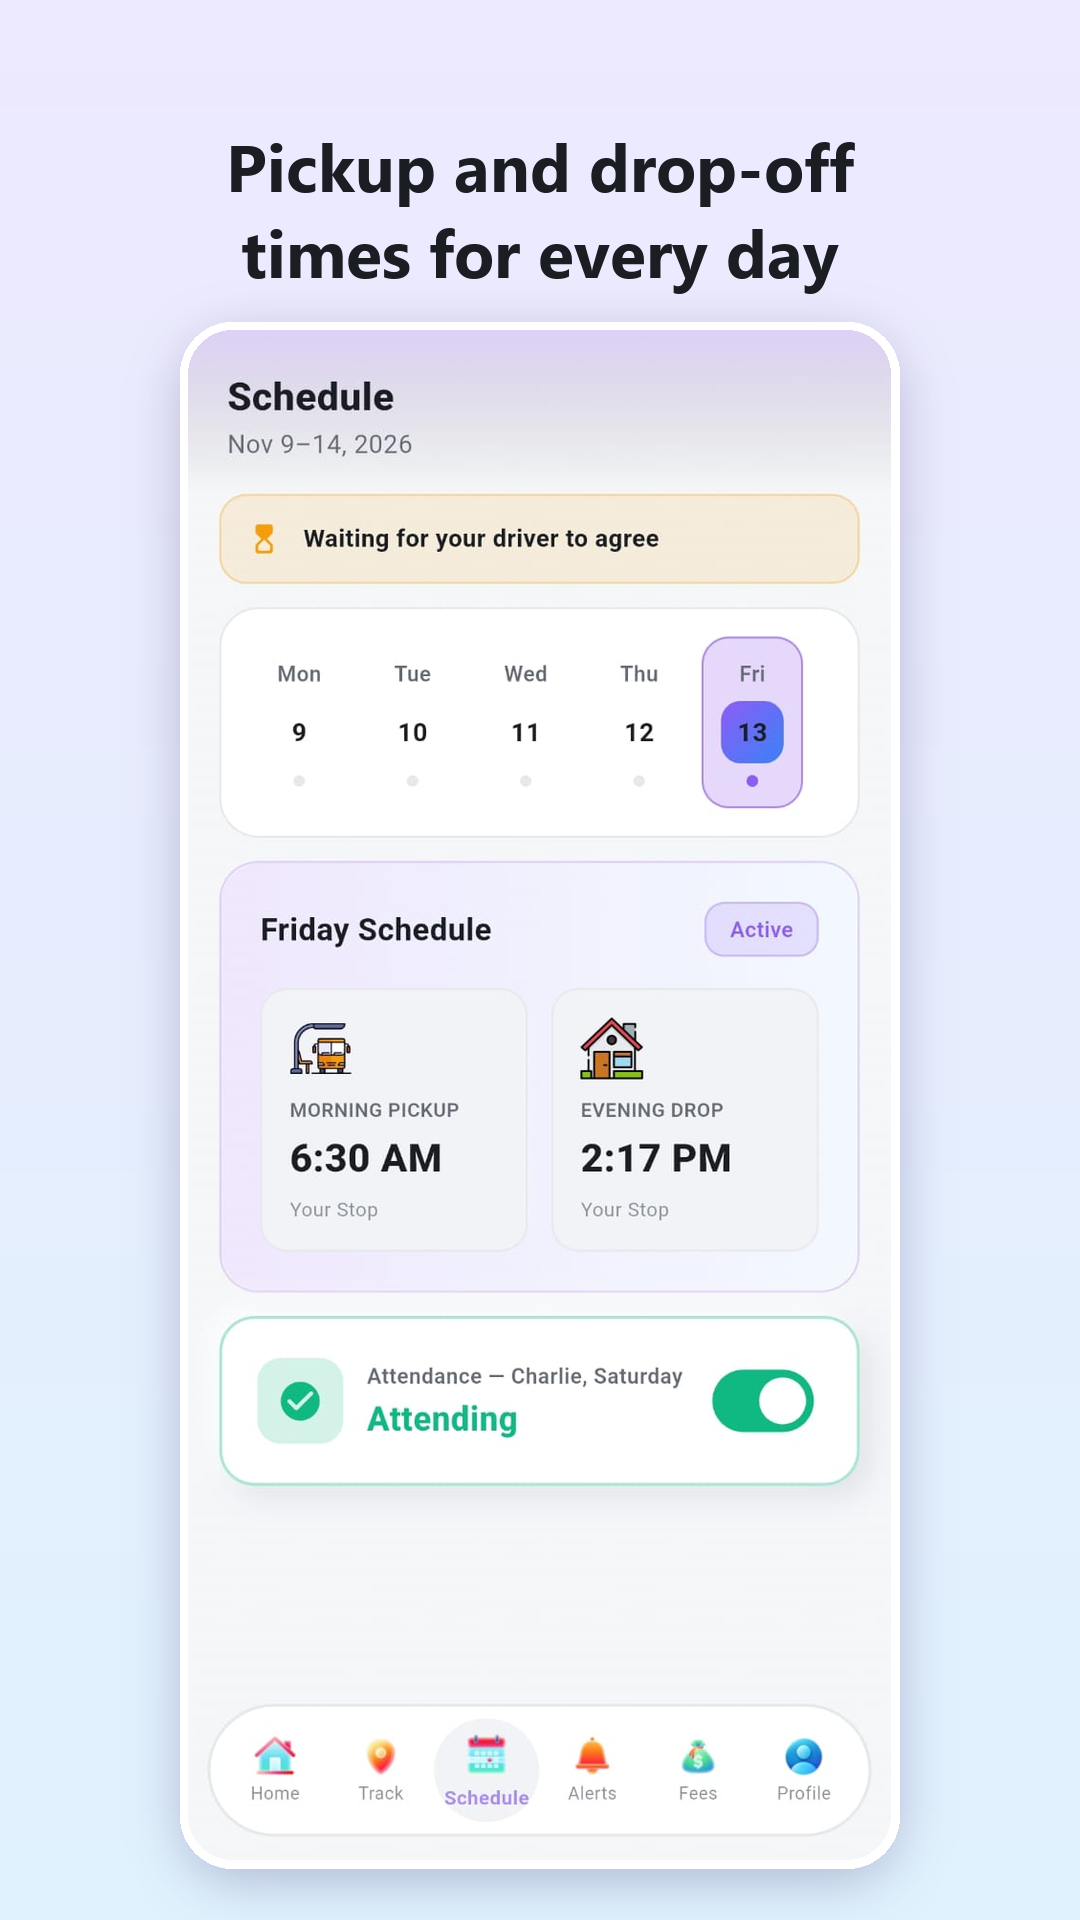 Pickup and drop-off
times for every day
Schedule
Nov 9–14, 2026
Waiting for your driver to agree
Mon Tue Wed Thu Fri
9 10 11 12 13
Friday Schedule
Active
MORNING PICKUP
6:30 AM
Your Stop
EVENING DROP
2:17 PM
Your Stop
Attendance — Charlie, Saturday
Attending
Home Track Schedule Alerts Fees Profile